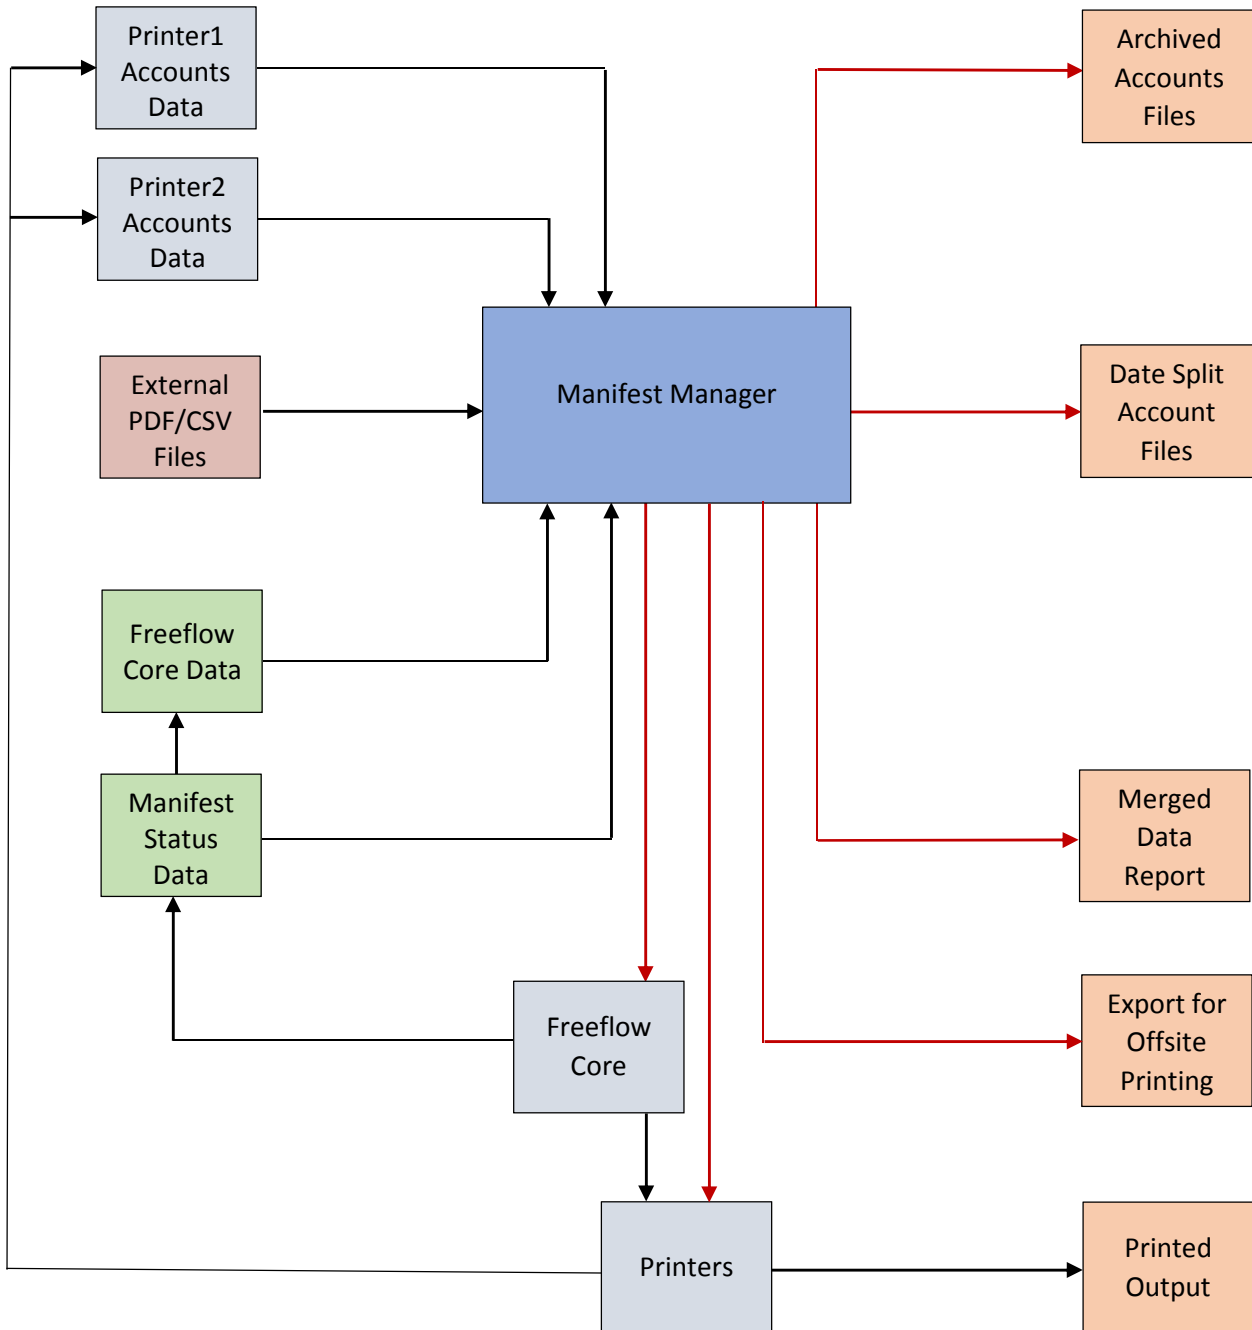 Printer1
Accounts
Data
Archived
Accounts
Files
Printer2
Accounts
Data
External
PDF/CSV
Files
Manifest Manager
Date Split
Account
Files
Freeflow
Core Data
Manifest
Status
Data
Merged
Data
Report
Freeflow
Core
Export for
Offsite
Printing
Printers
Printed
Output